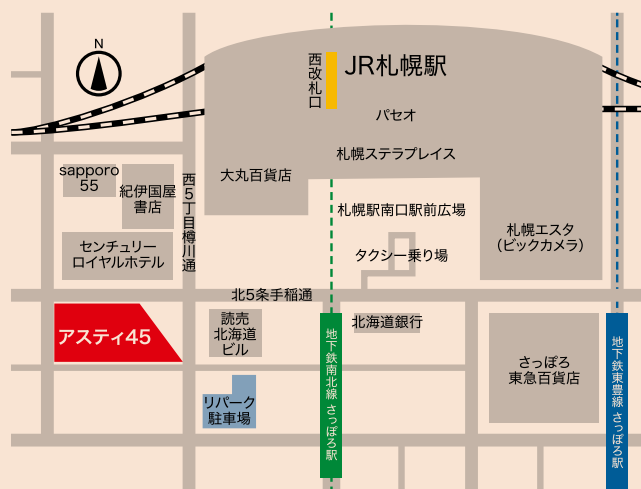 N
西改札口
JR札幌駅
パセオ
札幌ステラプレイス
大丸百貨店
sapporo
55
紀伊国屋
書店
西5丁目樽川通
札幌駅南口駅前広場
札幌エスタ
（ビックカメラ）
センチュリー
ロイヤルホテル
タクシー乗り場
北5条手稲通
アスティ45
読売
北海道
ビル
北海道銀行
地下鉄南北線 さっぽろ駅
さっぽろ
東急百貨店
地下鉄東豊線 さっぽろ駅
リパーク
駐車場